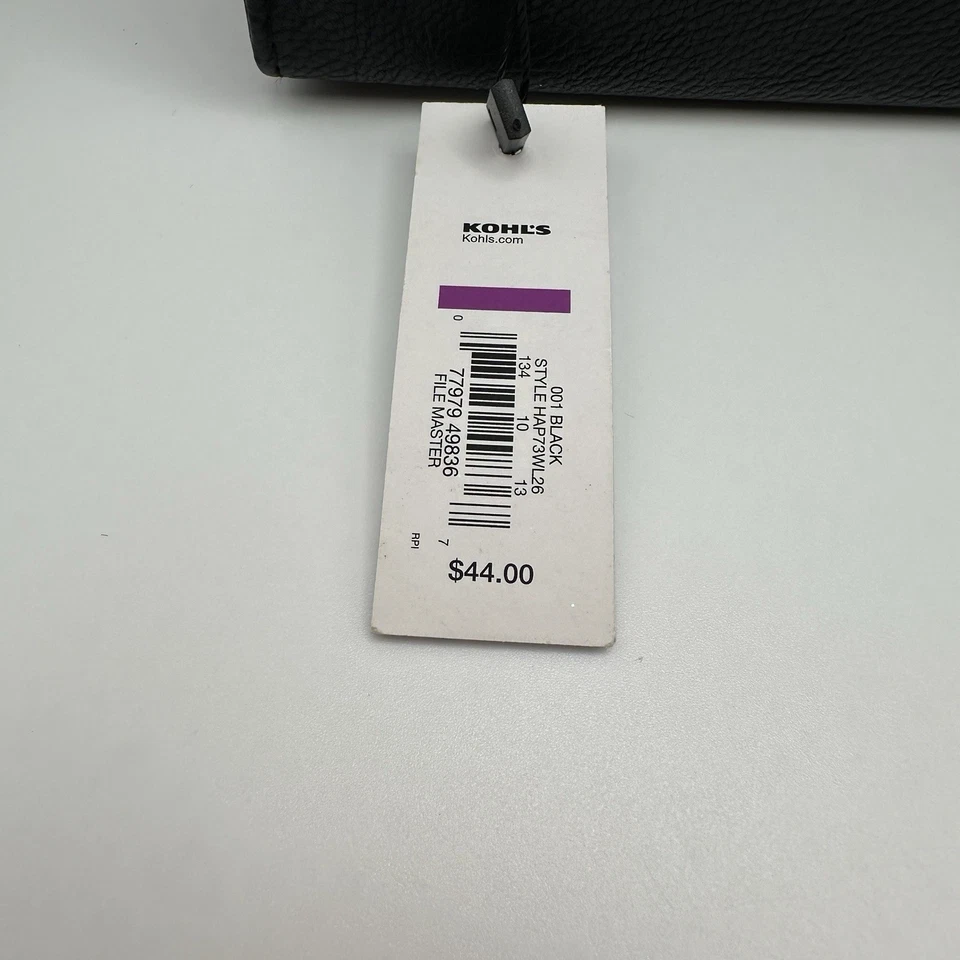 KOHL'S
Kohls.com
001 BLACK
STYLE HAP73WL26
134 10 13
0 77979 49836 7
FILE MASTER
RPI
$44.00